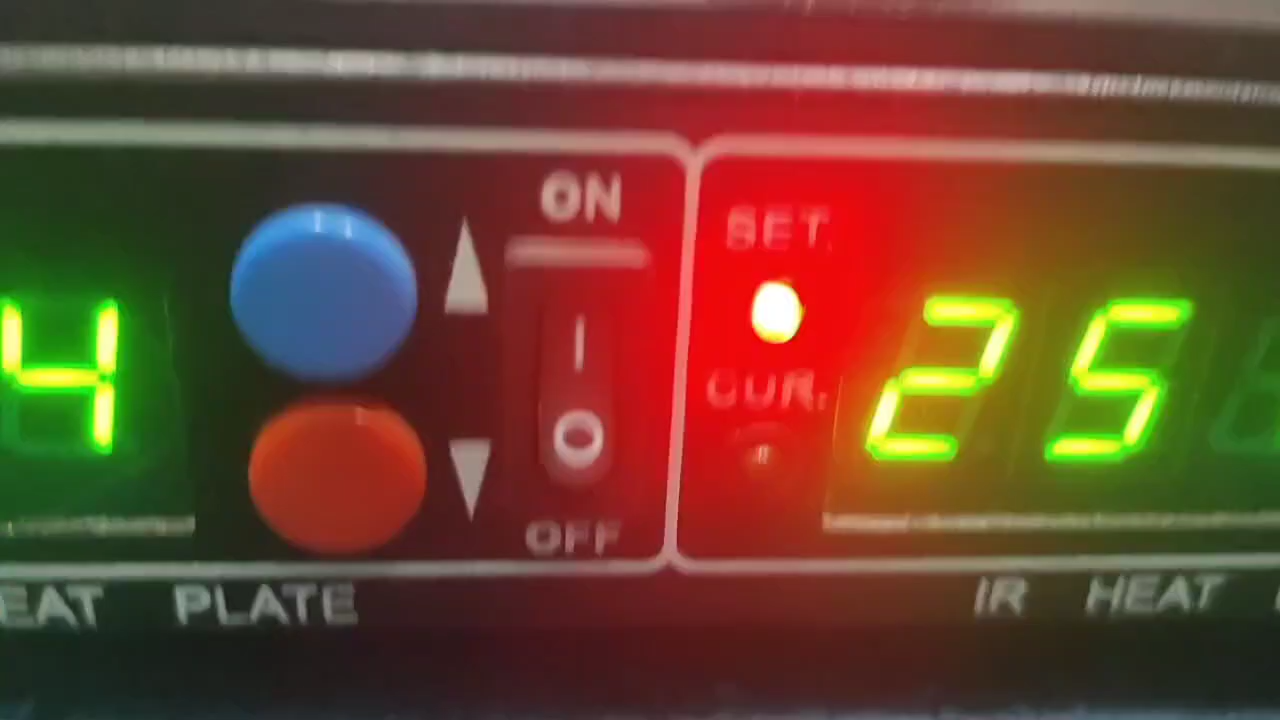 ON
SET.
4
25
CUR.
OFF
EAT PLATE
IR HEAT